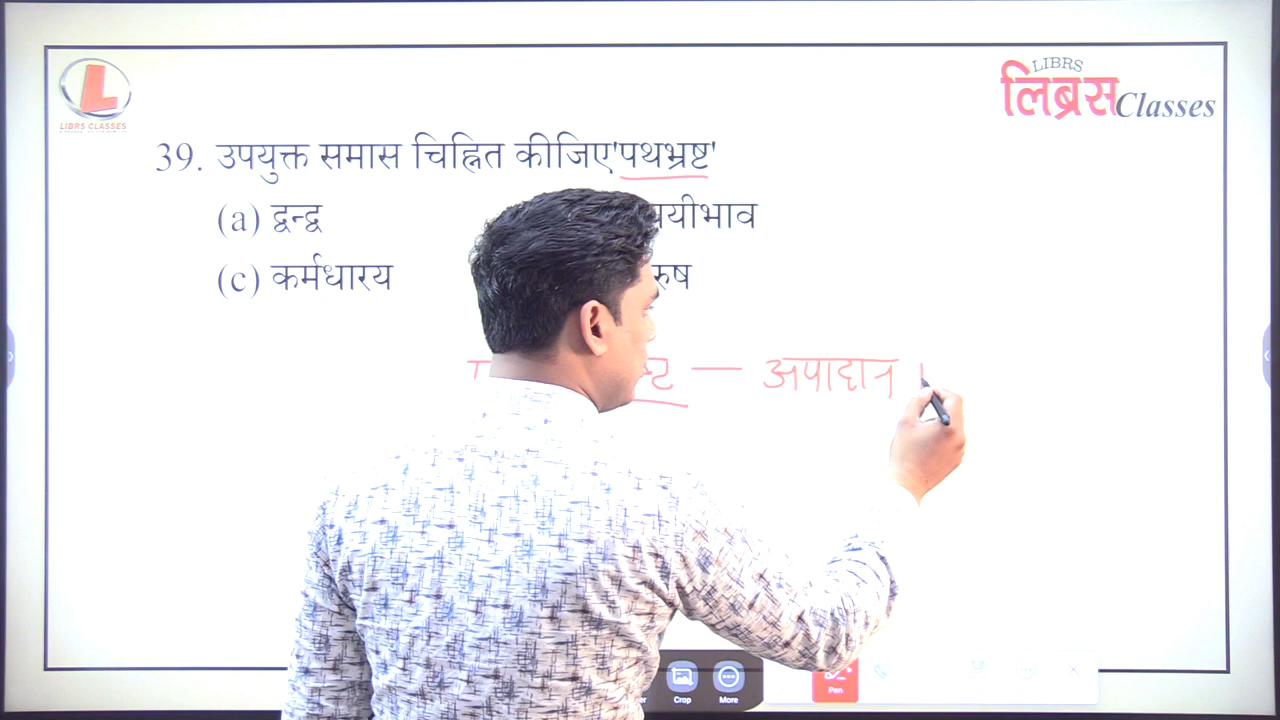 L
LIBRS CLASSES
LIBRS
लिब्रस Classes
39. उपयुक्त समास चिह्नित कीजिए'पथभ्रष्ट'
(a) द्वन्द्व
(c) कर्मधारय
— अपादान
Crop
More
Pen